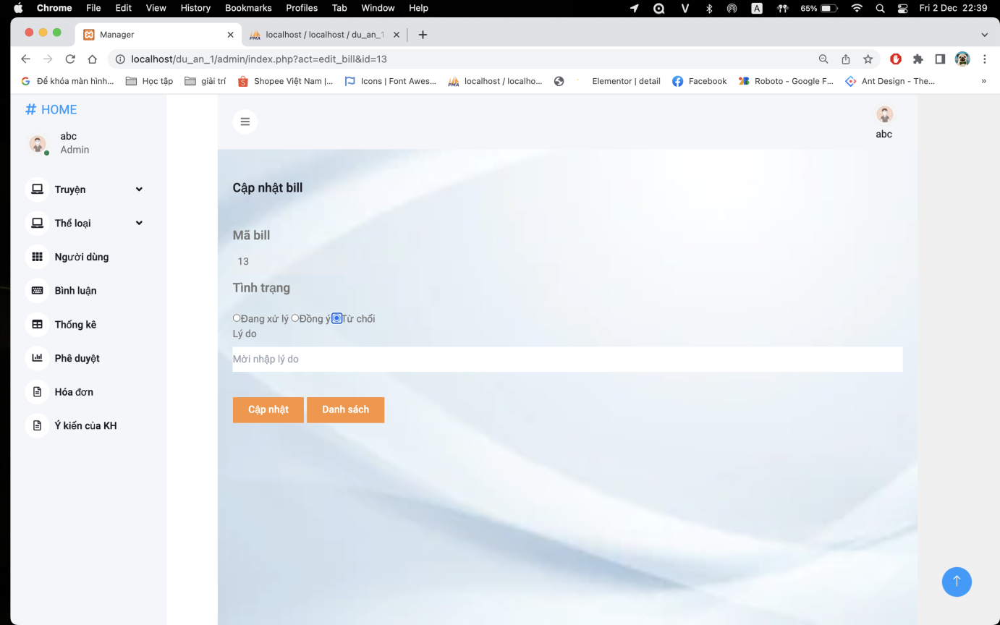 Chrome File Edit View History Bookmarks Profiles Tab Window Help V A 65% Fri 2 Dec 22:39
Manager localhost / localhost / du_an_1
localhost/du_an_1/admin/index.php?act=edit_bill&id=13
G Để khóa màn hình... Học tập giải trí Shopee Việt Nam |... Icons | Font Awes... PMA localhost / localho... Elementor | detail Facebook Roboto - Google F... Ant Design - The... »
# HOME
abc
Admin
abc
Truyện
Thể loại
Người dùng
Bình luận
Thống kê
Phê duyệt
Hóa đơn
Ý kiến của KH
Cập nhật bill
Mã bill
13
Tình trạng
Đang xử lý Đồng ý Từ chối
Lý do
Mời nhập lý do
Cập nhật Danh sách